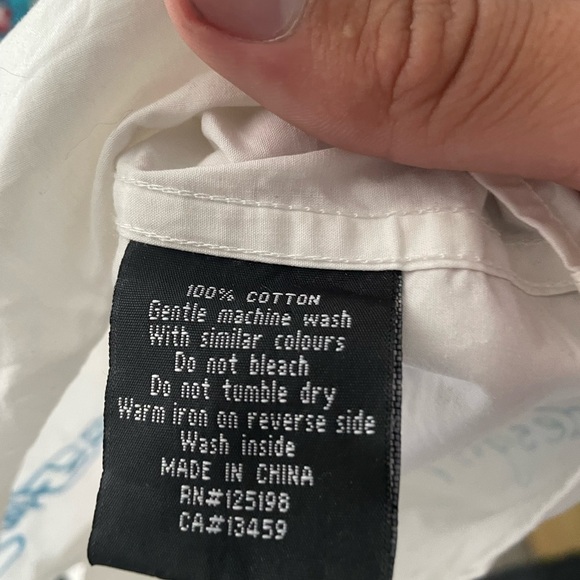 100% COTTON
Gentle machine wash
With similar colours
Do not bleach
Do not tumble dry
Warm iron on reverse side
Wash inside
MADE IN CHINA
RN#125198
CA#13459